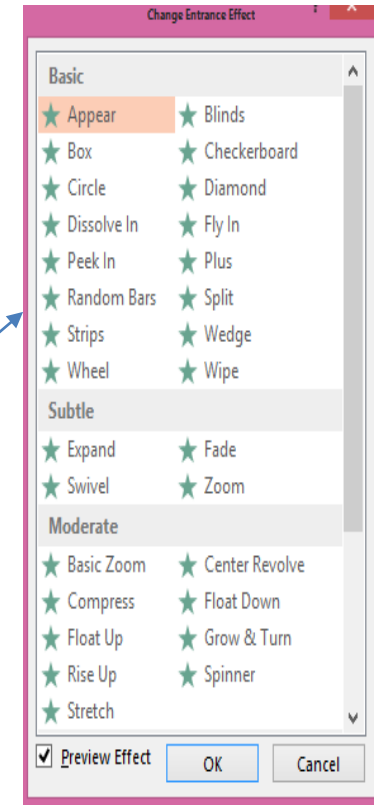 Change Entrance Effect ? x
Basic
Appear Blinds
Box Checkerboard
Circle Diamond
Dissolve In Fly In
Peek In Plus
Random Bars Split
Strips Wedge
Wheel Wipe
Subtle
Expand Fade
Swivel Zoom
Moderate
Basic Zoom Center Revolve
Compress Float Down
Float Up Grow & Turn
Rise Up Spinner
Stretch
Preview Effect OK Cancel